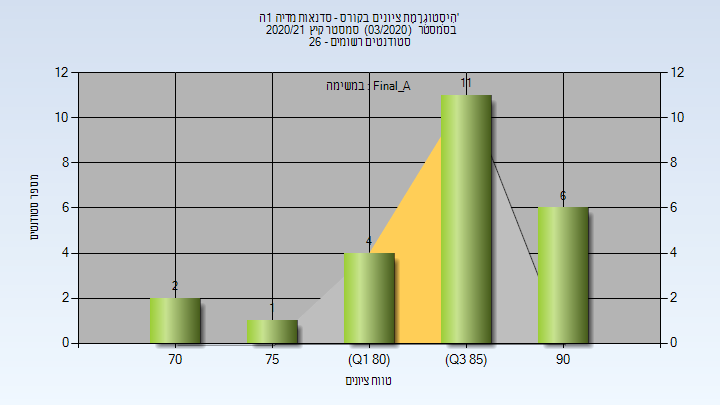 הִיסטוֹגְרָמַת ציונים בקורס - סדנאות מדיה 1ה'
בסמסטר (03/2020) סמסטר קיץ 2020/21
סטודנטים רשומים - 26
במשימה : Final_A
מספר סטודנטים
12 10 8 6 4 2 0
2 1 4 11 6
12 10 8 6 4 2 0
70 75 (Q1 80) (Q3 85) 90
טווח ציונים